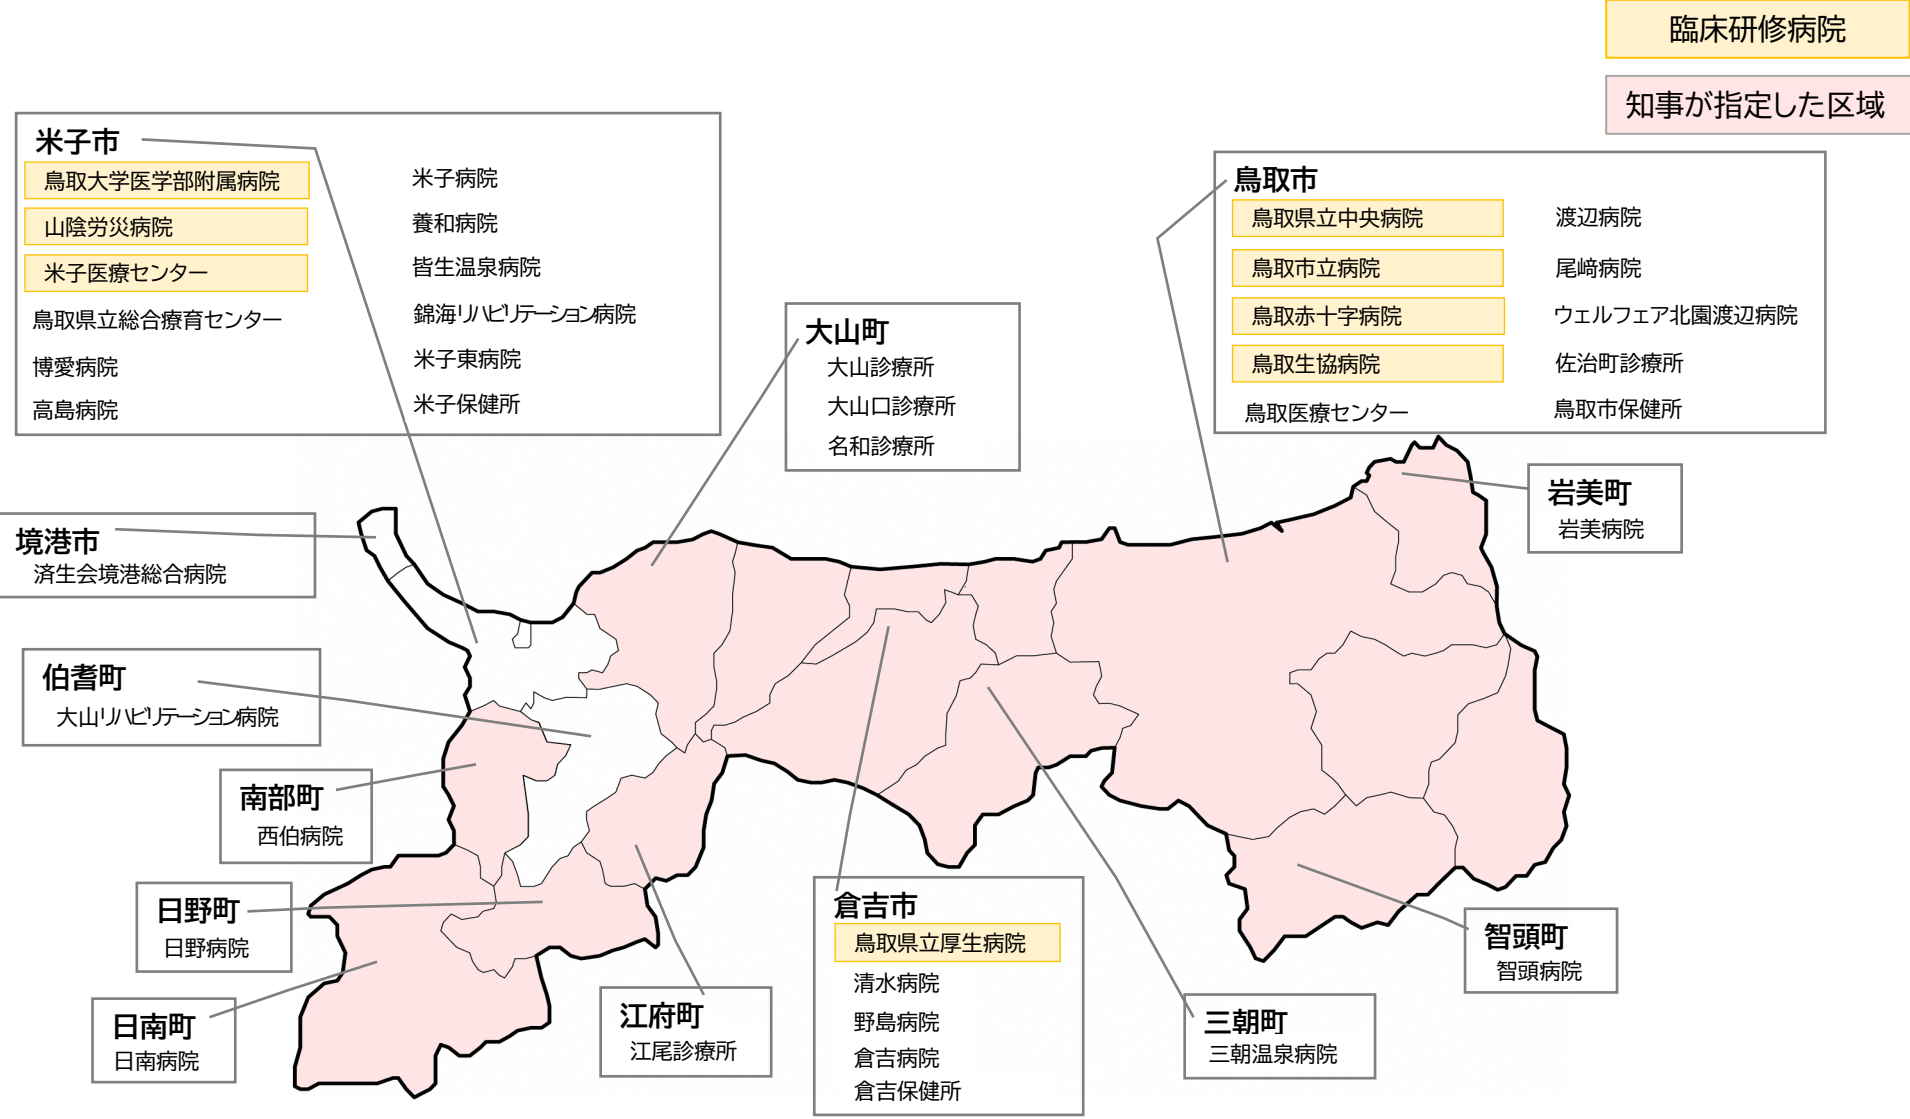 臨床研修病院
知事が指定した区域
米子市
鳥取大学医学部附属病院
山陰労災病院
米子医療センター
鳥取県立総合療育センター
博愛病院
高島病院
米子病院
養和病院
皆生温泉病院
錦海リハビリテーション病院
米子東病院
米子保健所
大山町
大山診療所
大山口診療所
名和診療所
鳥取市
鳥取県立中央病院
鳥取市立病院
鳥取赤十字病院
鳥取生協病院
鳥取医療センター
渡辺病院
尾﨑病院
ウェルフェア北園渡辺病院
佐治町診療所
鳥取市保健所
岩美町
岩美病院
境港市
済生会境港総合病院
伯耆町
大山リハビリテーション病院
南部町
西伯病院
日野町
日野病院
日南町
日南病院
江府町
江尾診療所
倉吉市
鳥取県立厚生病院
清水病院
野島病院
倉吉病院
倉吉保健所
三朝町
三朝温泉病院
智頭町
智頭病院